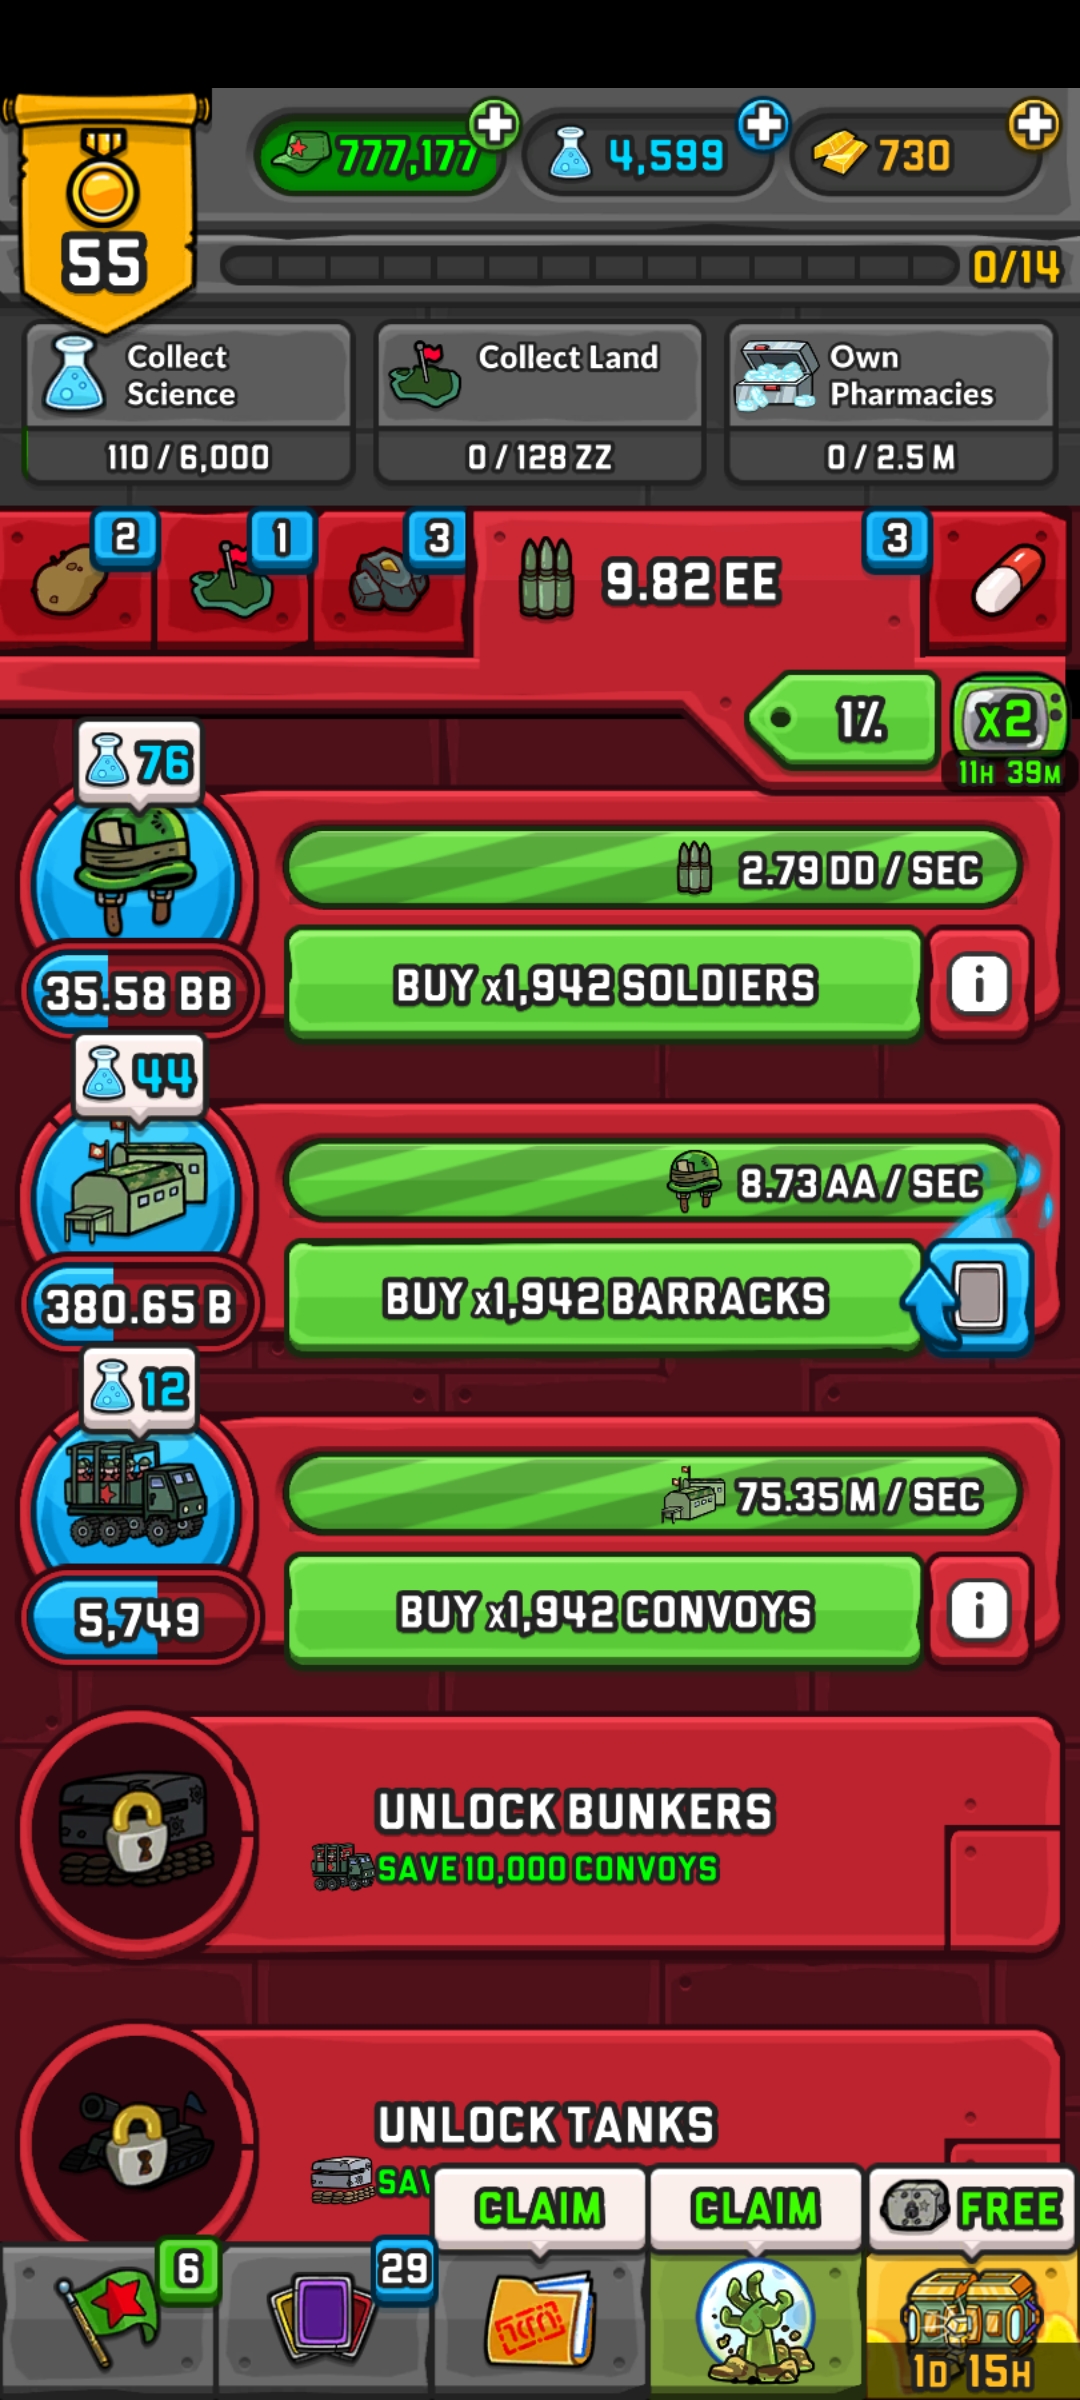 777,177
4,599
730
55
0/14
Collect
Science
110 / 6,000
Collect Land
0 / 128 ZZ
Own
Pharmacies
0 / 2.5 M
2
1
3
9.82 EE
3
1%
x2
11H 39M
76
2.79 DD / SEC
35.58 BB
BUY x1,942 SOLDIERS
i
44
8.73 AA / SEC
380.65 B
BUY x1,942 BARRACKS
12
75.35 M / SEC
5,749
BUY x1,942 CONVOYS
i
UNLOCK BUNKERS
SAVE 10,000 CONVOYS
UNLOCK TANKS
CLAIM
CLAIM
FREE
6
29
1D 15H